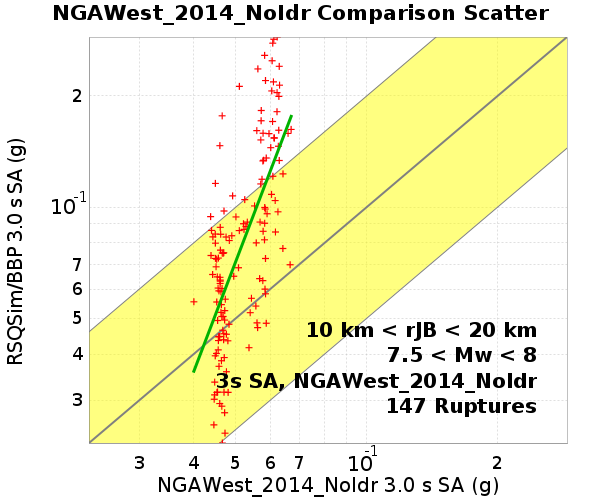 NGAWest_2014_NoIdr Comparison Scatter
RSQSim/BBP 3.0 s SA (g)
2
10-1
7
6
5
4
3
10 km < rJB < 20 km
7.5 < Mw < 8
3s SA, NGAWest_2014_NoIdr
147 Ruptures
3 4 5 6 7 10-1 2
NGAWest_2014_NoIdr 3.0 s SA (g)